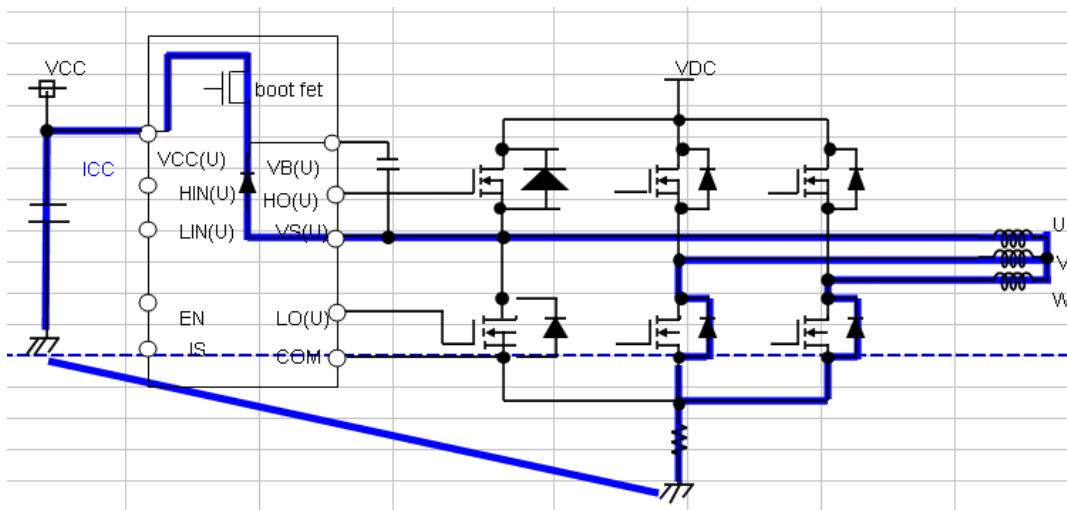 VCC
VDC
boot fet
ICC
VCC(U)
VB(U)
HIN(U)
HO(U)
LIN(U)
VS(U)
U
V
W
EN
LO(U)
IS
COM